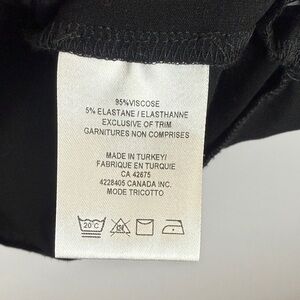 95%VISCOSE
5% ELASTANE / ELASTHANNE
EXCLUSIVE OF TRIM
GARNITURES NON COMPRISES
MADE IN TURKEY/
FABRIQUE EN TURQUIE
CA 42675
4228405 CANADA INC.
MODE TRICOTTO
20°C